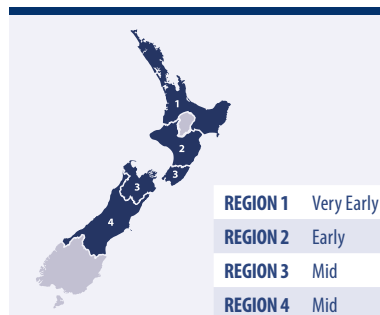 1
2
3
3
4
REGION 1 Very Early
REGION 2 Early
REGION 3 Mid
REGION 4 Mid